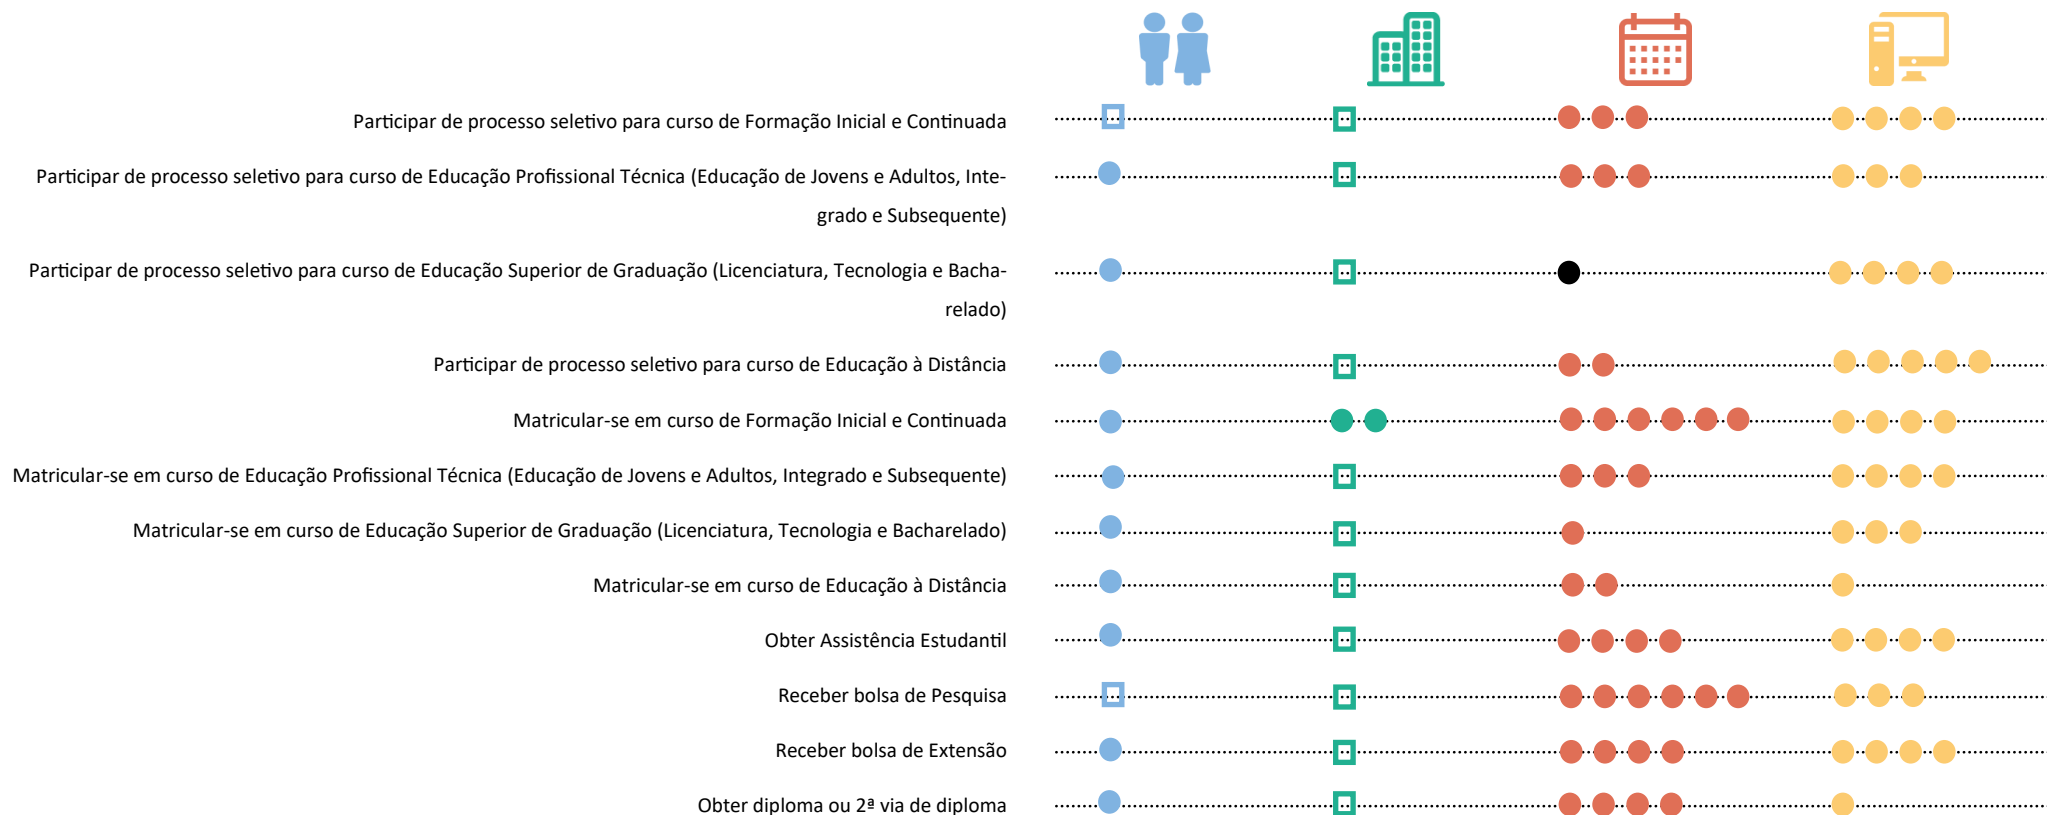 Participar de processo seletivo para curso de Formação Inicial e Continuada
Participar de processo seletivo para curso de Educação Profissional Técnica (Educação de Jovens e Adultos, Inte-
grado e Subsequente)
Participar de processo seletivo para curso de Educação Superior de Graduação (Licenciatura, Tecnologia e Bacha-
relado)
Participar de processo seletivo para curso de Educação à Distância
Matricular-se em curso de Formação Inicial e Continuada
Matricular-se em curso de Educação Profissional Técnica (Educação de Jovens e Adultos, Integrado e Subsequente)
Matricular-se em curso de Educação Superior de Graduação (Licenciatura, Tecnologia e Bacharelado)
Matricular-se em curso de Educação à Distância
Obter Assistência Estudantil
Receber bolsa de Pesquisa
Receber bolsa de Extensão
Obter diploma ou 2ª via de diploma